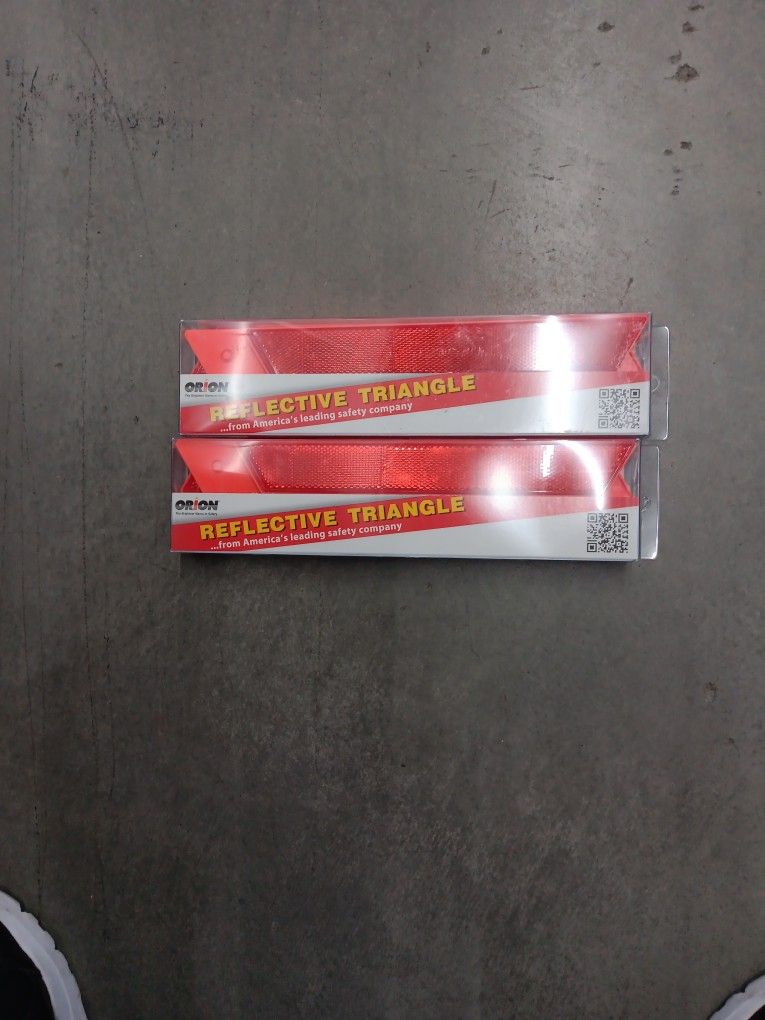 ORION
REFLECTIVE TRIANGLE
...from America's leading safety company
ORION
REFLECTIVE TRIANGLE
...from America's leading safety company